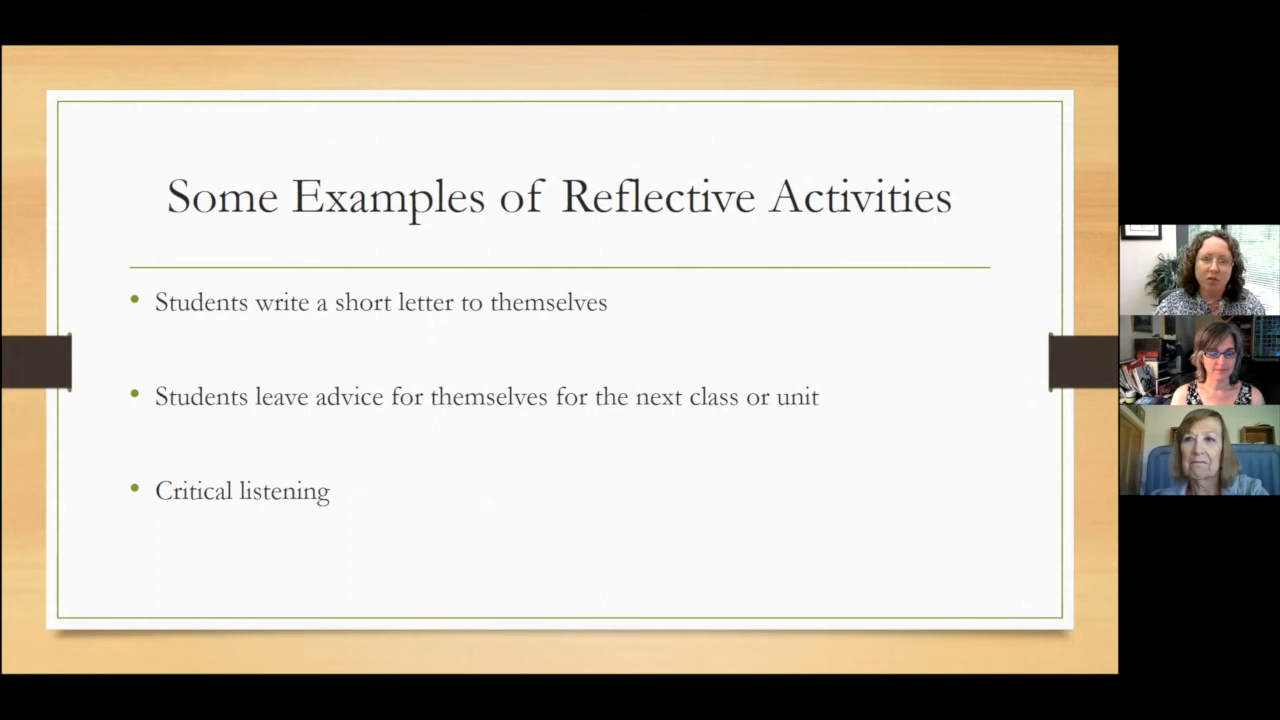 Some Examples of Reflective Activities
• Students write a short letter to themselves
• Students leave advice for themselves for the next class or unit
• Critical listening